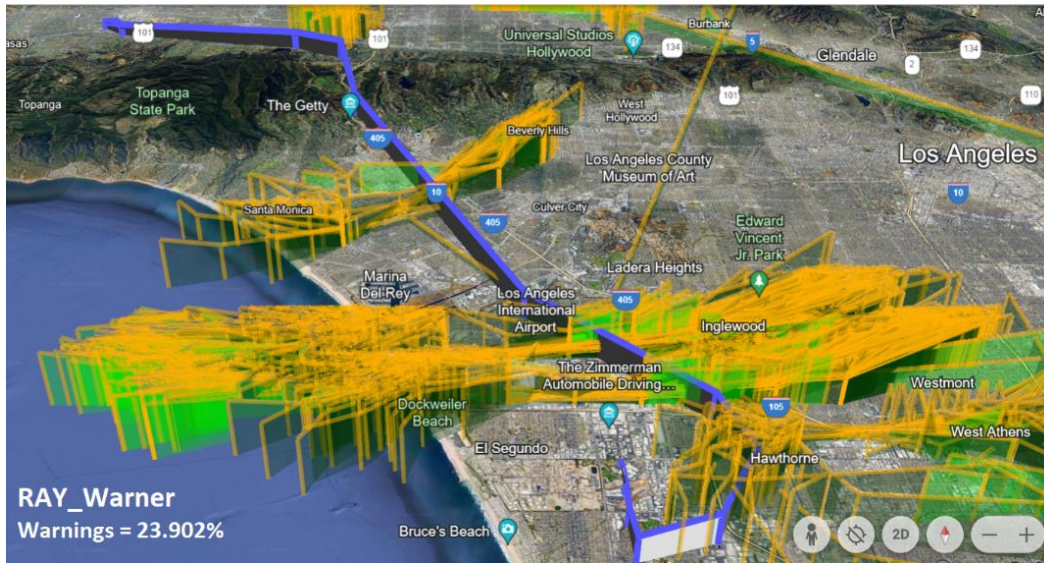 Burbank
101
101
5
Universal Studios
Hollywood
134
Glendale
134
2
Topanga
State Park
The Getty
Topanga
West
Hollywood
101
110
Beverly Hills
405
Los Angeles County
Museum of Art
Los Angeles
10
10
Santa Monica
Culver City
405
Edward
Vincent
Jr. Park
Ladera Heights
Marina
Del Rey
Los Angeles
International
Airport
405
Inglewood
The Zimmerman
Automobile Driving...
Westmont
Dockweiler
Beach
105
West Athens
El Segundo
Hawthorne
RAY_Warner
Warnings = 23.902%
Bruce's Beach
2D